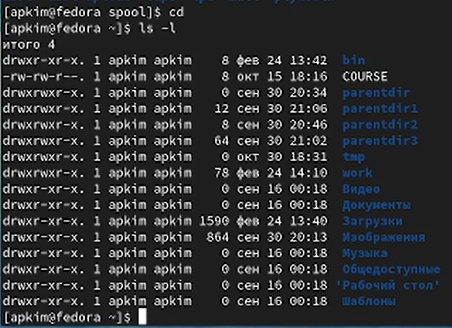 [apkim@fedora spool]$ cd
[apkim@fedora ~]$ ls -l
итого 4
drwxr-xr-x. 1 apkim apkim 8 фев 24 13:42 bin
-rw-rw-r--. 1 apkim apkim 8 окт 15 18:16 COURSE
drwxrwxr-x. 1 apkim apkim 0 сен 30 20:34 parentdir
drwxrwxr-x. 1 apkim apkim 12 сен 30 21:06 parentdir1
drwxrwxr-x. 1 apkim apkim 8 сен 30 20:46 parentdir2
drwxrwxr-x. 1 apkim apkim 64 сен 30 21:02 parentdir3
drwxrwxr-x. 1 apkim apkim 0 окт 30 18:31 tmp
drwxrwxr-x. 1 apkim apkim 78 фев 24 14:10 work
drwxr-xr-x. 1 apkim apkim 0 сен 16 00:18 Видео
drwxr-xr-x. 1 apkim apkim 0 сен 16 00:18 Документы
drwxr-xr-x. 1 apkim apkim 1590 фев 24 13:40 Загрузки
drwxr-xr-x. 1 apkim apkim 864 сен 30 20:13 Изображения
drwxr-xr-x. 1 apkim apkim 0 сен 16 00:18 Музыка
drwxr-xr-x. 1 apkim apkim 0 сен 16 00:18 Общедоступные
drwxr-xr-x. 1 apkim apkim 0 сен 16 00:18 'Рабочий стол'
drwxr-xr-x. 1 apkim apkim 0 сен 16 00:18 Шаблоны
[apkim@fedora ~]$